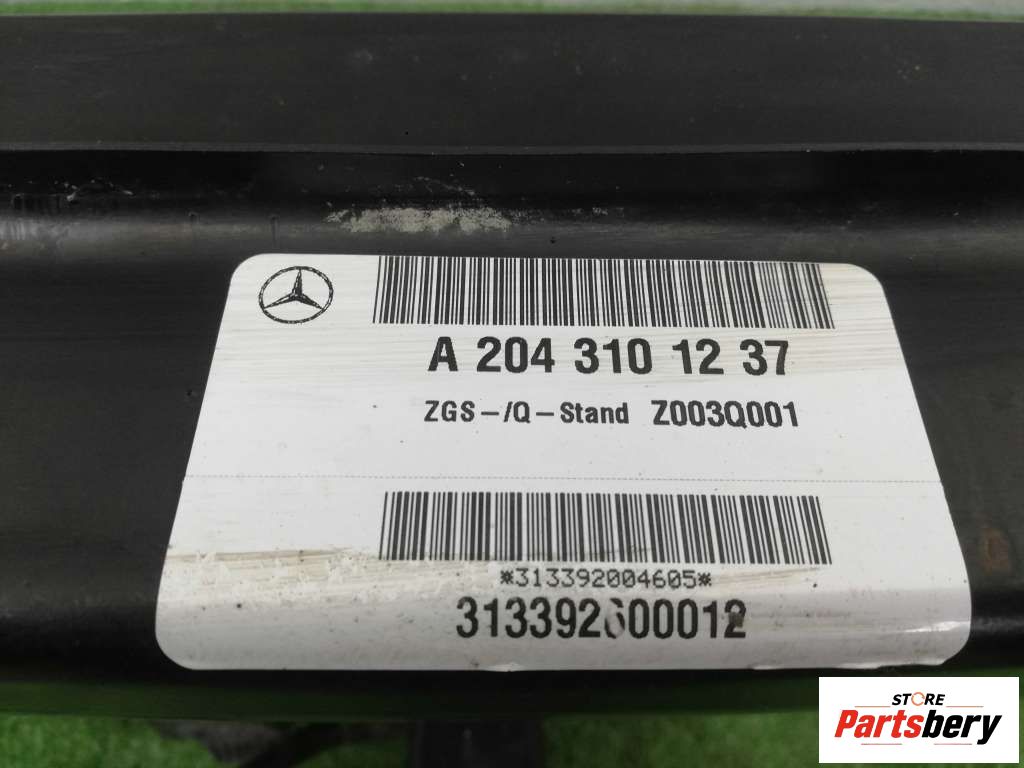 A 204 310 12 37
ZGS-/Q-Stand Z003Q001
*313392004605*
313392600012
STORE
Partsbery